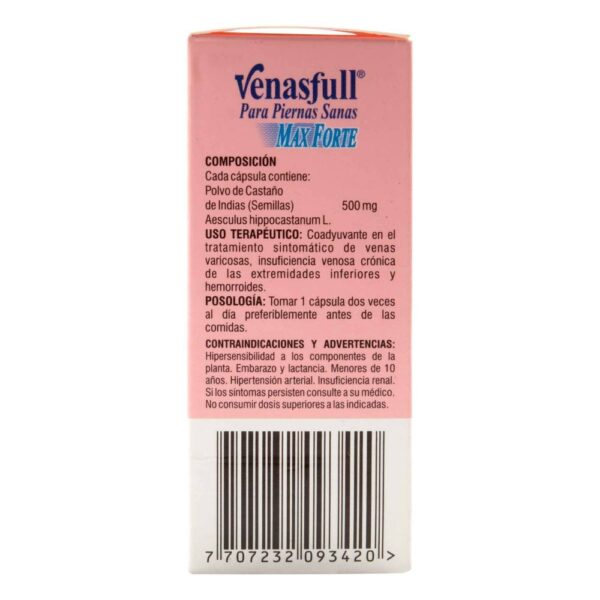 Venasfull®
Para Piernas Sanas
MAX FORTE
COMPOSICIÓN
Cada cápsula contiene:
Polvo de Castaño
de Indias (Semillas) 500 mg
Aesculus hippocastanum L.
USO TERAPÉUTICO: Coadyuvante en el
tratamiento sintomático de venas
varicosas, insuficiencia venosa crónica
de las extremidades inferiores y
hemorroides.
POSOLOGÍA: Tomar 1 cápsula dos veces
al día preferiblemente antes de las
comidas.
CONTRAINDICACIONES Y ADVERTENCIAS:
Hipersensibilidad a los componentes de la
planta. Embarazo y lactancia. Menores de 10
años. Hipertensión arterial. Insuficiencia renal.
Si los síntomas persisten consulte a su médico.
No consumir dosis superiores a las indicadas.
7 707232 093420 >